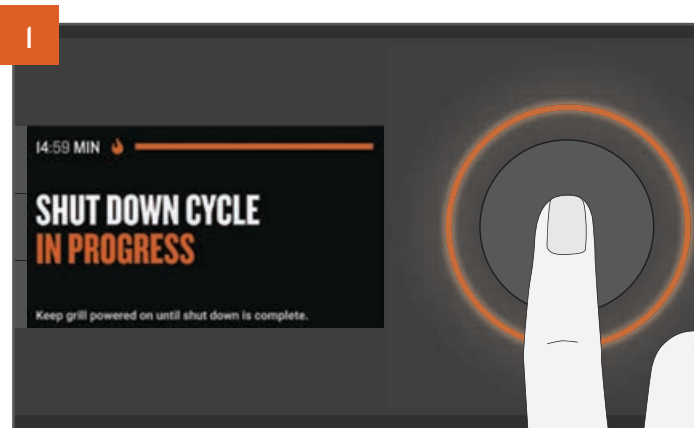 1
14:59 MIN
SHUT DOWN CYCLE
IN PROGRESS
Keep grill powered on until shut down is complete.